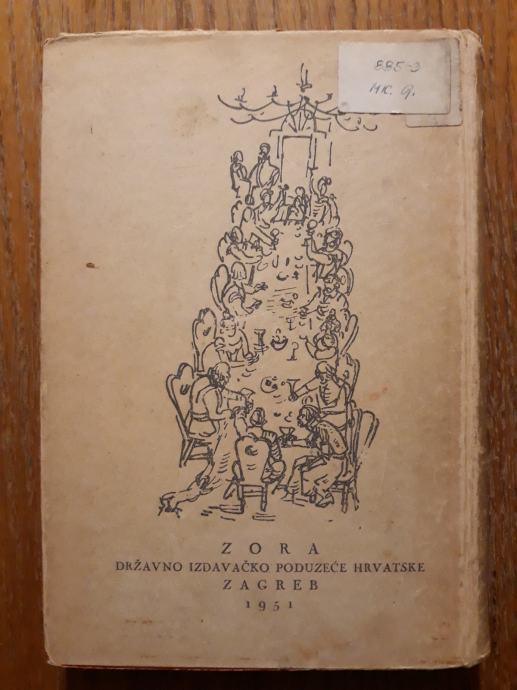 885-3
MK. 9.
ZORA
DRŽAVNO IZDAVAČKO PODUZEĆE HRVATSKE
ZAGREB
1951